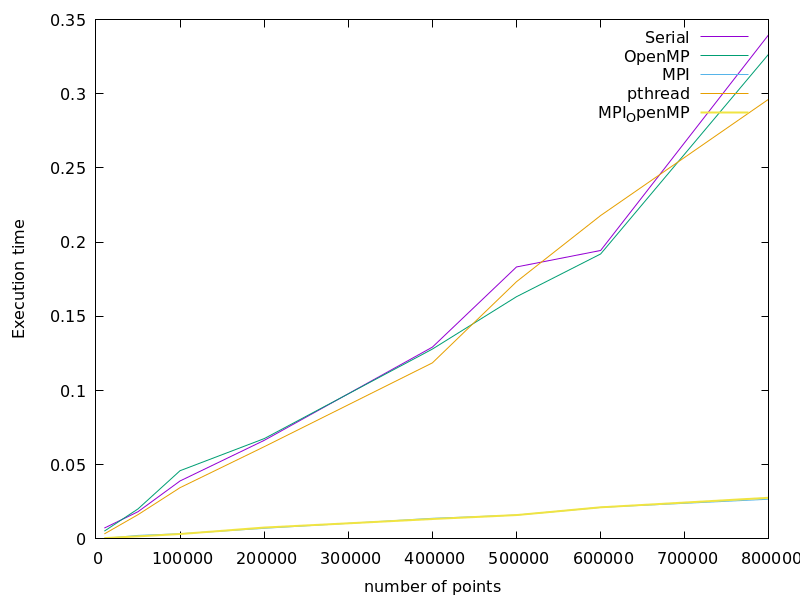 0.35
0.3
0.25
0.2
0.15
0.1
0.05
0
0 100000 200000 300000 400000 500000 600000 700000 800000
Execution time
number of points
Serial
OpenMP
MPI
pthread
MPIOpenMP